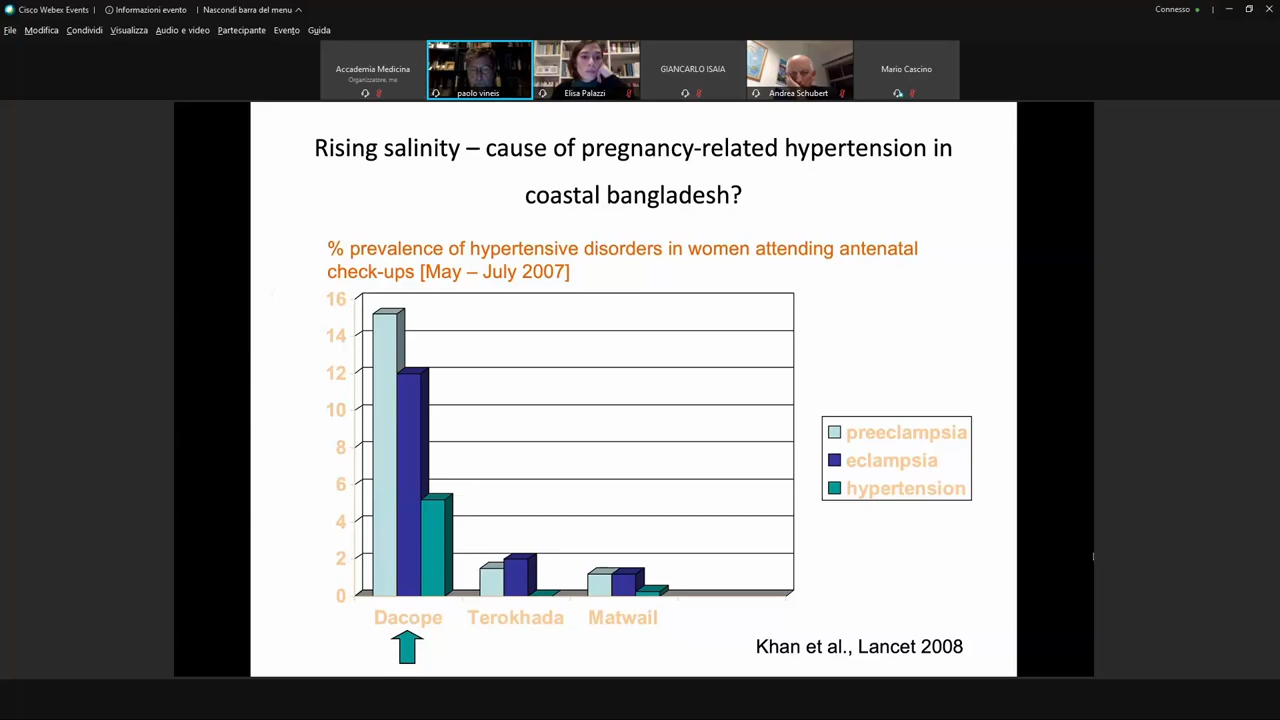 Cisco Webex Events
Informazioni evento
Nascondi barra del menu
Connesso
File Modifica Condividi Visualizza Audio e video Partecipante Evento Guida
Accademia Medicina
Organizzatore, me
paolo vineis
Elisa Palazzi
GIANCARLO ISAIA
Andrea Schubert
Mario Cascino
Rising salinity – cause of pregnancy-related hypertension in
coastal bangladesh?
% prevalence of hypertensive disorders in women attending antenatal
check-ups [May – July 2007]
16
14
12
10
8
6
4
2
0
Dacope Terokhada Matwail
preeclampsia
eclampsia
hypertension
Khan et al., Lancet 2008